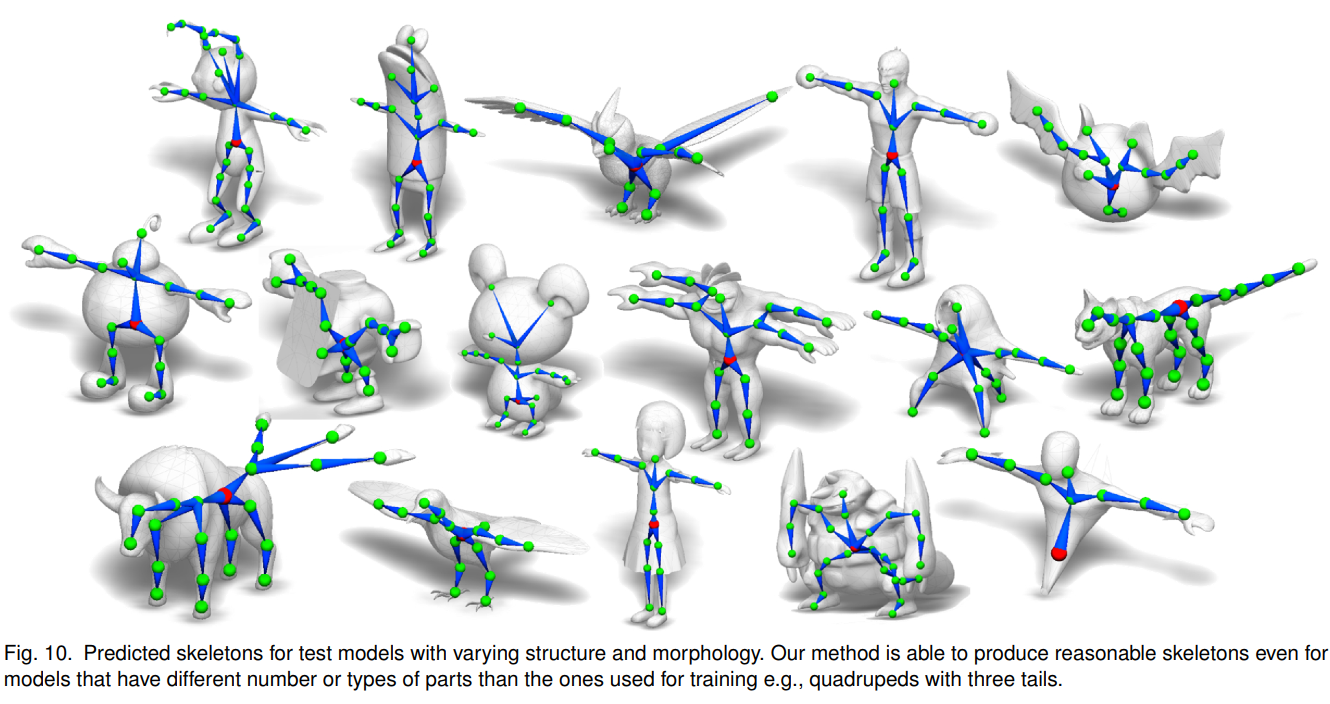 Fig. 10. Predicted skeletons for test models with varying structure and morphology. Our method is able to produce reasonable skeletons even for
models that have different number or types of parts than the ones used for training e.g., quadrupeds with three tails.